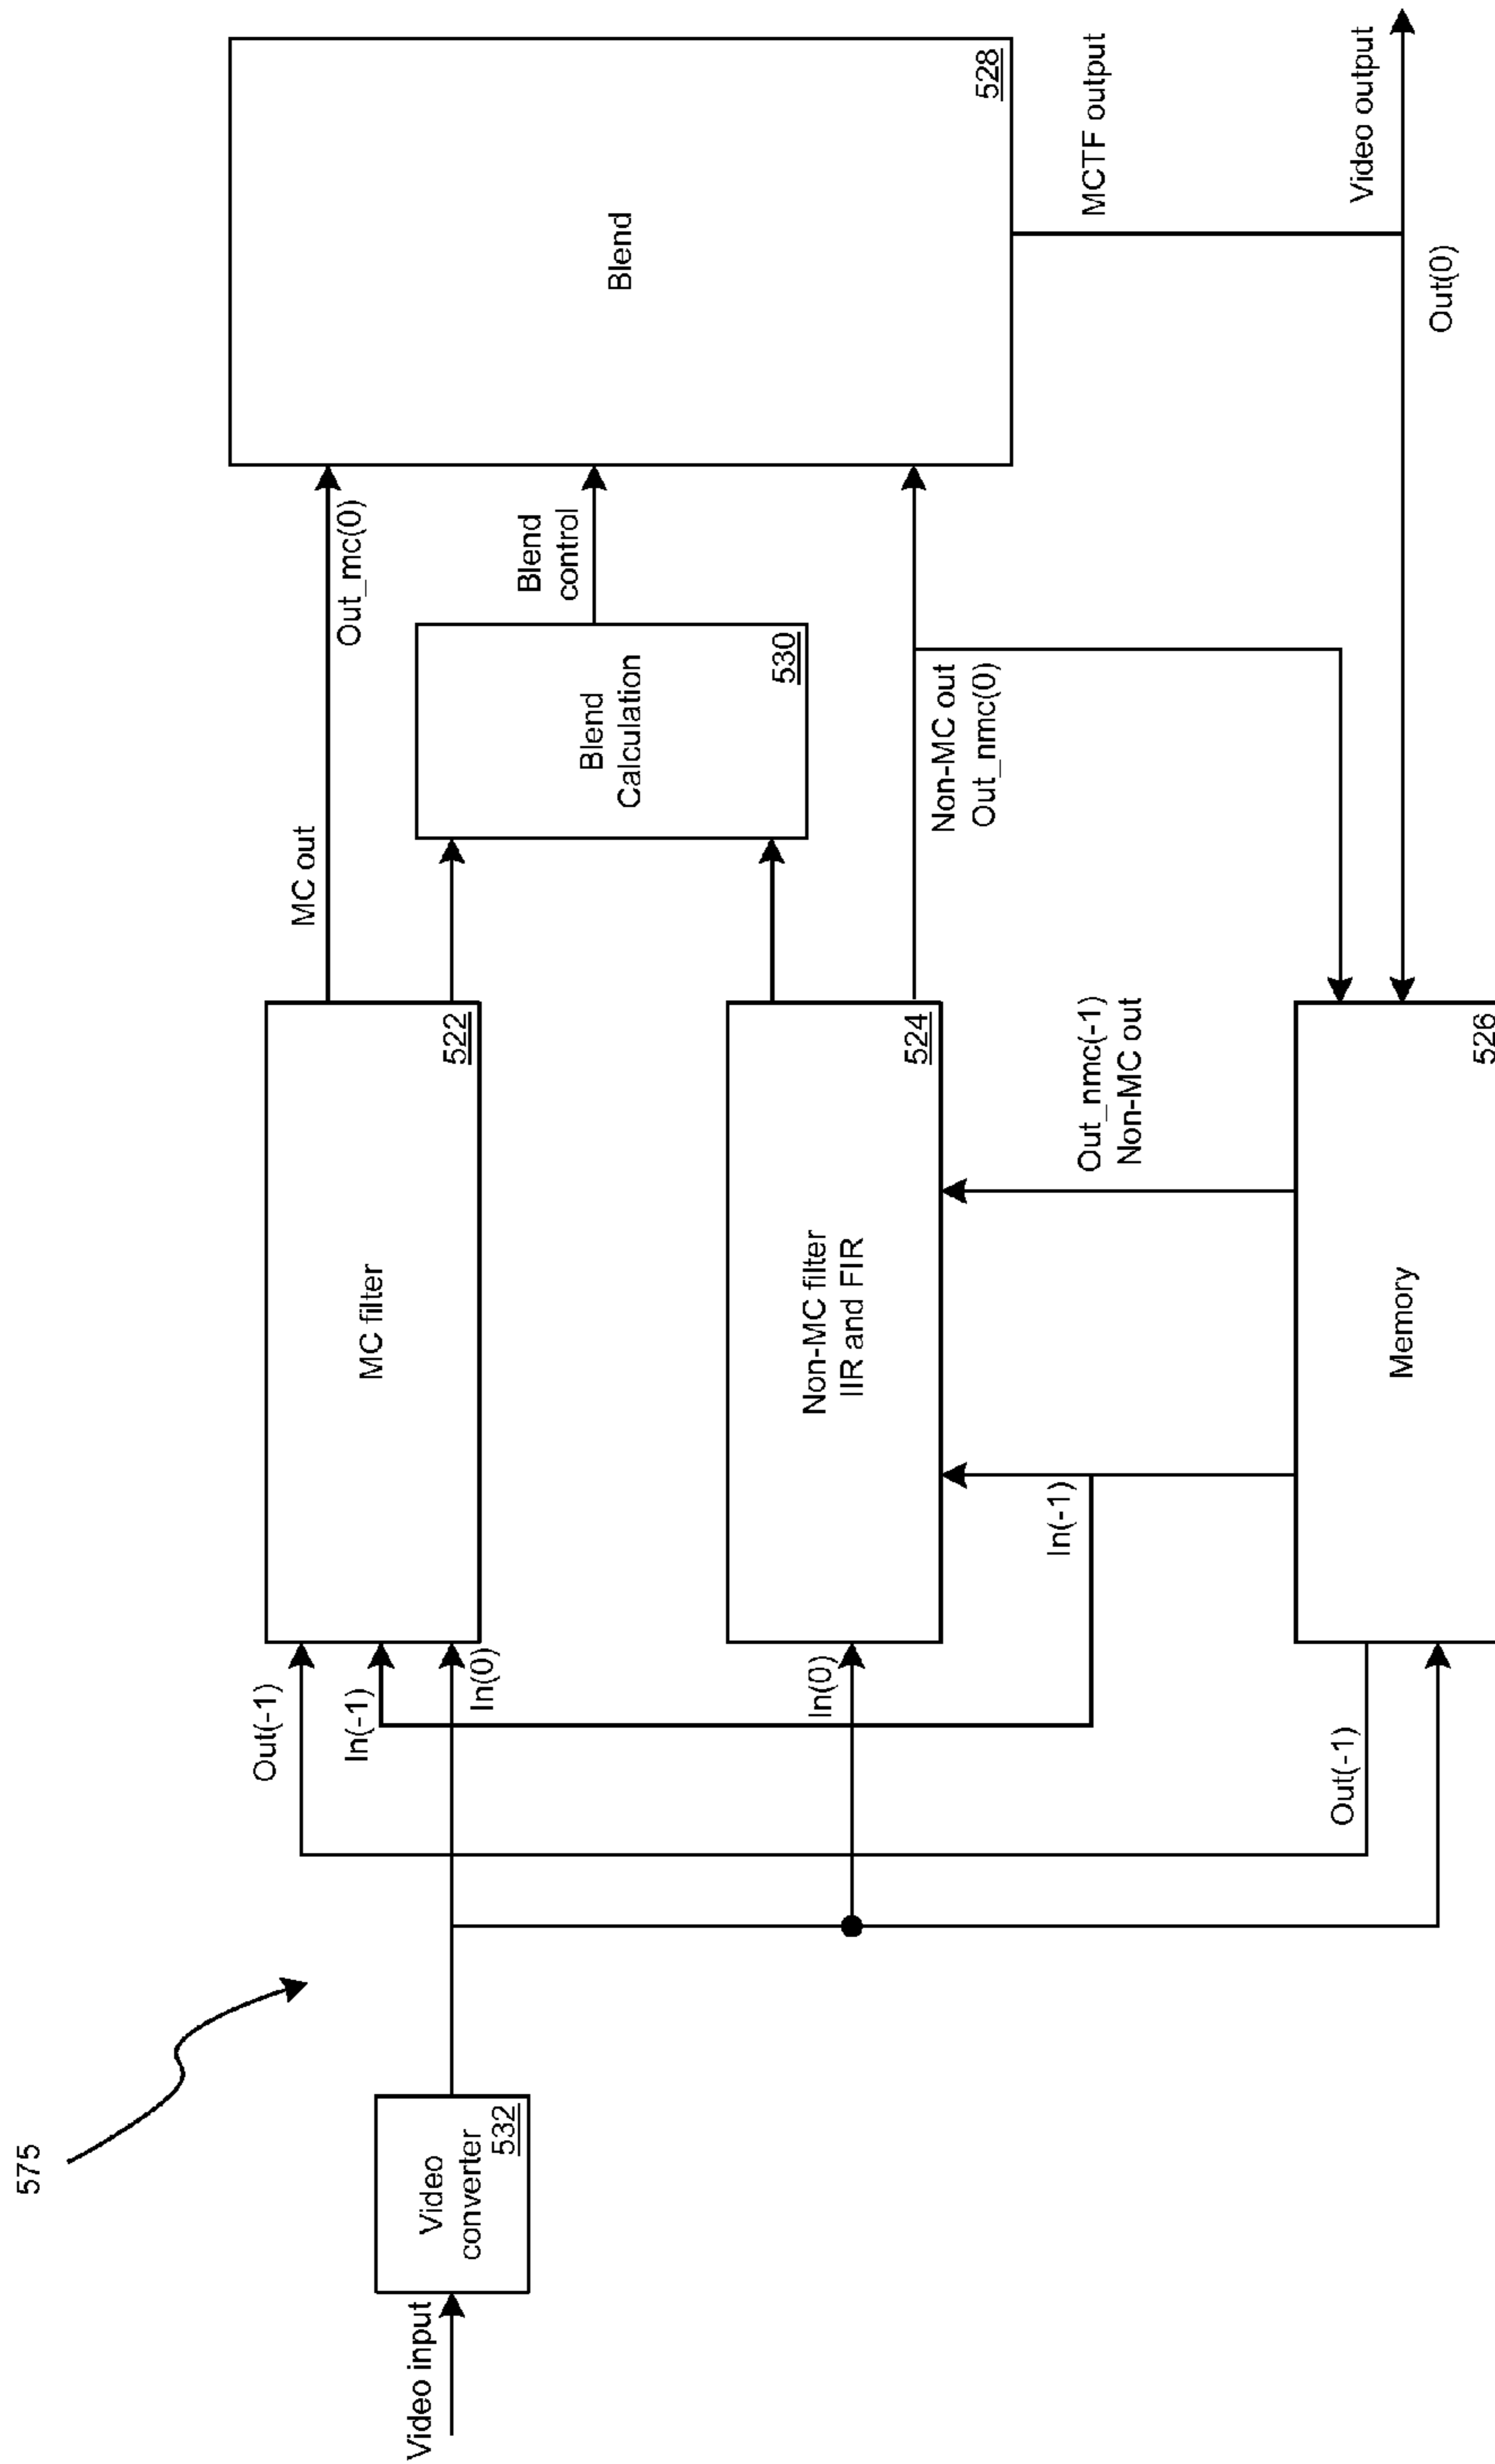 575
Video input
Video
converter
532
Out(-1)
In(-1)
In(0)
MC filter
522
MC out
Out_mc(0)
Blend
Calculation
530
Blend
control
Blend
528
In(0)
Non-MC filter
IIR and FIR
524
Non-MC out
Out_nmc(0)
In(-1)
Out_nmc(-1)
Non-MC out
MCTF output
Out(-1)
Memory
526
Video output
Out(0)